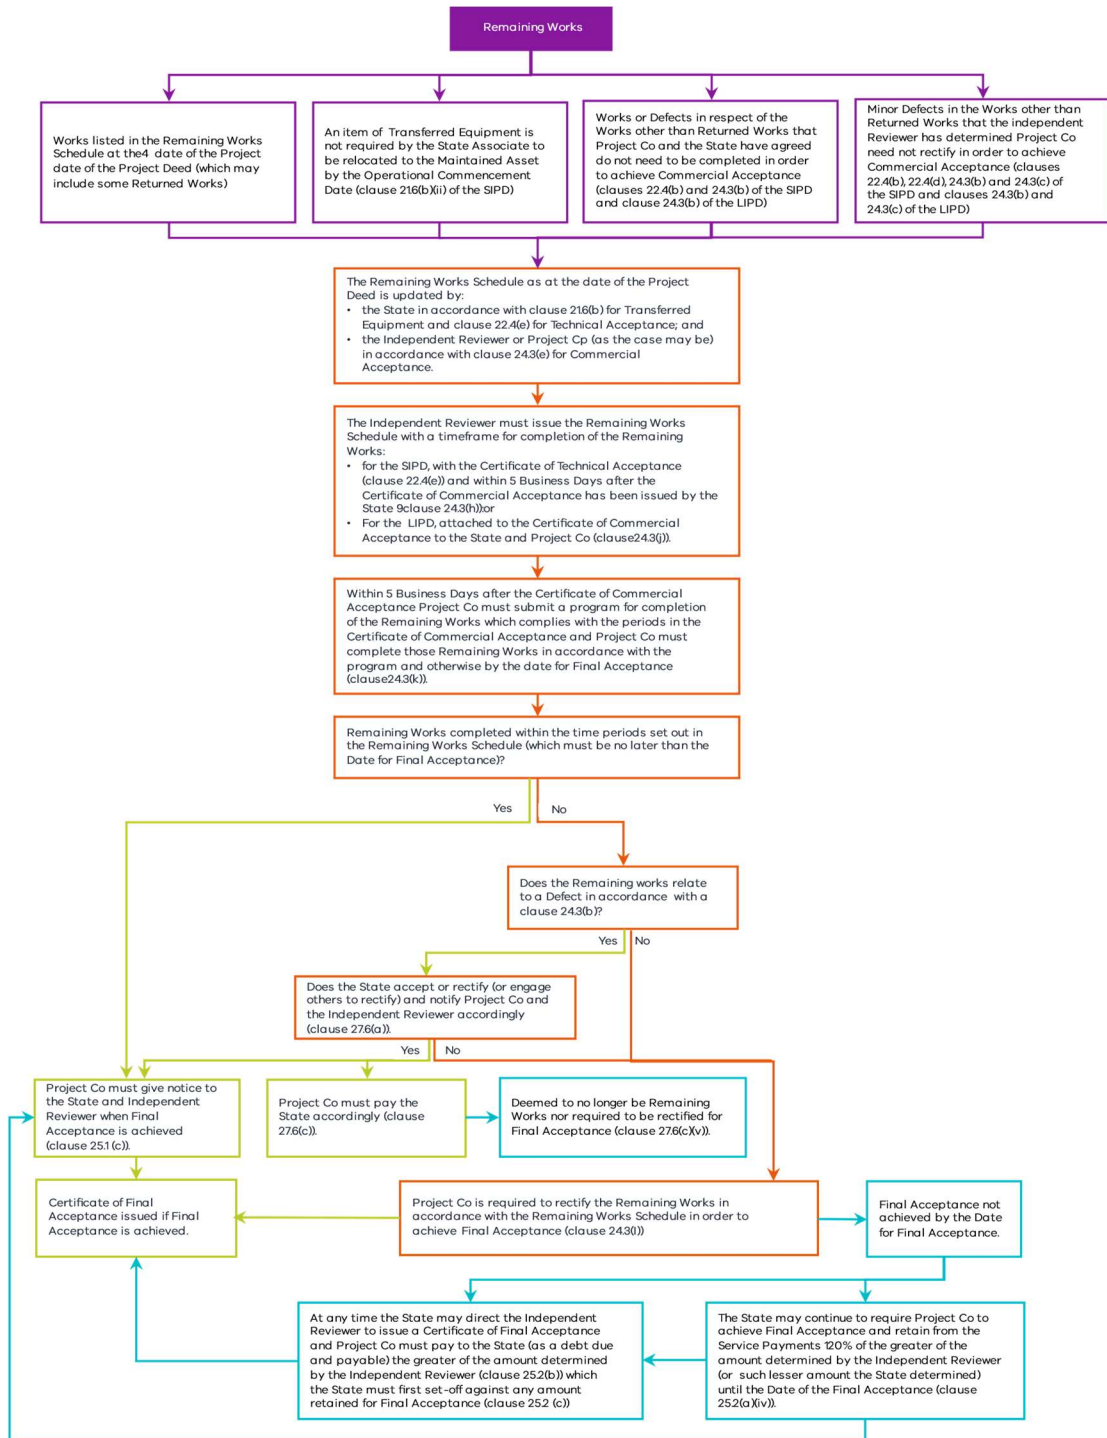 Remaining Works
Works listed in the Remaining Works
Schedule at the4 date of the Project
date of the Project Deed (which may
include some Returned Works)
An item of Transferred Equipment is
not required by the State Associate to
be relocated to the Maintained Asset
by the Operational Commencement
Date (clause 21.6(b)(ii) of the SIPD)
Works or Defects in respect of the
Works other than Returned Works that
Project Co and the State have agreed
do not need to be completed in order
to achieve Commercial Acceptance
(clauses 22.4(b) and 24.3(b) of the SIPD
and clause 24.3(b) of the LIPD)
Minor Defects in the Works other than
Returned Works that the independent
Reviewer has determined Project Co
need not rectify in order to achieve
Commercial Acceptance (clauses
22.4(b), 22.4(d), 24.3(b) and 24.3(c) of
the SIPD and clauses 24.3(b) and
24.3(c) of the LIPD)
The Remaining Works Schedule as at the date of the Project
Deed is updated by:
• the State in accordance with clause 21.6(b) for Transferred
Equipment and clause 22.4(e) for Technical Acceptance; and
• the Independent Reviewer or Project Cp (as the case may be)
in accordance with clause 24.3(e) for Commercial
Acceptance.
The Independent Reviewer must issue the Remaining Works
Schedule with a timeframe for completion of the Remaining
Works:
• for the SIPD, with the Certificate of Technical Acceptance
(clause 22.4(e)) and within 5 Business Days after the
Certificate of Commercial Acceptance has been issued by the
State 9clause 24.3(h)):or
• For the LIPD, attached to the Certificate of Commercial
Acceptance to the State and Project Co (clause24.3(j)).
Within 5 Business Days after the Certificate of Commercial
Acceptance Project Co must submit a program for completion
of the Remaining Works which complies with the periods in the
Certificate of Commercial Acceptance and Project Co must
complete those Remaining Works in accordance with the
program and otherwise by the date for Final Acceptance
(clause24.3(k)).
Remaining Works completed within the time periods set out in
the Remaining Works Schedule (which must be no later than the
Date for Final Acceptance)?
Yes
No
Does the Remaining works relate
to a Defect in accordance with a
clause 24.3(b)?
Yes
No
Does the State accept or rectify (or engage
others to rectify) and notify Project Co and
the Independent Reviewer accordingly
(clause 27.6(a)).
Yes
No
Project Co must give notice to
the State and Independent
Reviewer when Final
Acceptance is achieved
(clause 25.1 (c)).
Project Co must pay the
State accordingly (clause
27.6(c)).
Deemed to no longer be Remaining
Works nor required to be rectified for
Final Acceptance (clause 27.6(c)(v)).
Certificate of Final
Acceptance issued if Final
Acceptance is achieved.
Project Co is required to rectify the Remaining Works in
accordance with the Remaining Works Schedule in order to
achieve Final Acceptance (clause 24.3(l))
Final Acceptance not
achieved by the Date
for Final Acceptance.
At any time the State may direct the Independent
Reviewer to issue a Certificate of Final Acceptance
and Project Co must pay to the State (as a debt due
and payable) the greater of the amount determined
by the Independent Reviewer (clause 25.2(b)) which
the State must first set-off against any amount
retained for Final Acceptance (clause 25.2 (c))
The State may continue to require Project Co to
achieve Final Acceptance and retain from the
Service Payments 120% of the greater of the
amount determined by the Independent Reviewer
(or such lesser amount the State determined)
until the Date of the Final Acceptance (clause
25.2(a)(iv)).